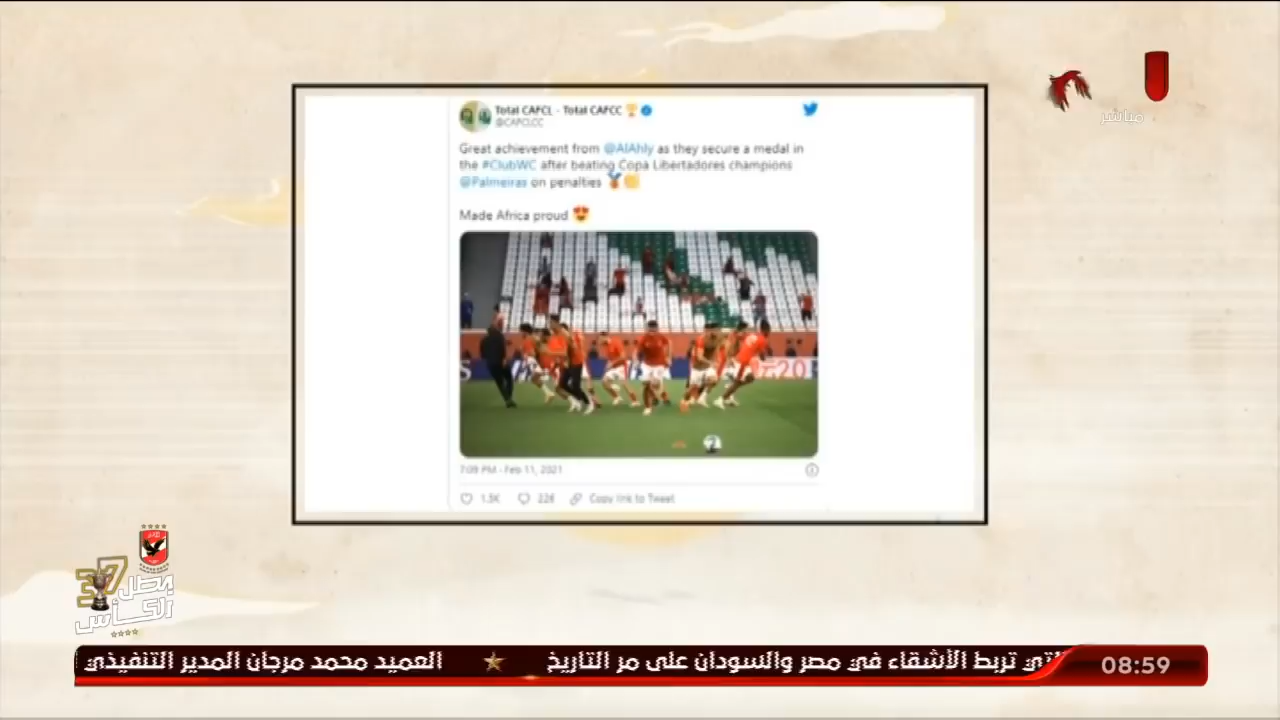 Total CAFCL - Total CAFCC
@CAFCLCC
مباشر
Great achievement from @AlAhly as they secure a medal in
the #ClubWC after beating Copa Libertadores champions
@Palmeiras on penalties
Made Africa proud
7:09 PM - Feb 11, 2021
1.5K
Copy link to Tweet
37
بطل
الكأس
تربط الأشقاء في مصر والسودان على مر التاريخ
العميد محمد مرجان المدير التنفيذي
08:59